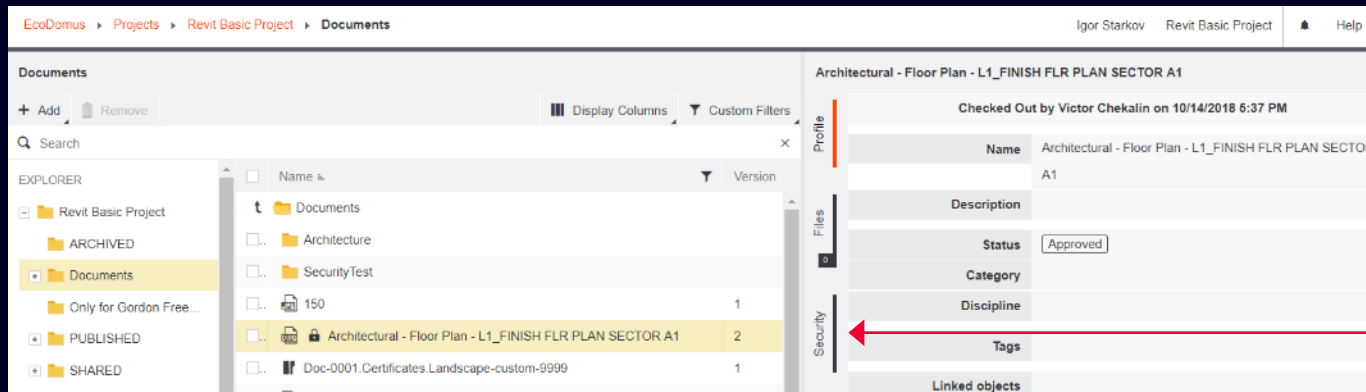 EcoDomus ▸ Projects ▸ Revit Basic Project ▸ Documents
Igor Starkov Revit Basic Project Help
Documents
+ Add Remove Display Columns Custom Filters
Search ×
EXPLORER
Revit Basic Project
ARCHIVED
Documents
Only for Gordon Free...
PUBLISHED
SHARED
Name Version
Documents
Architecture
SecurityTest
150 1
Architectural - Floor Plan - L1_FINISH FLR PLAN SECTOR A1 2
Doc-0001.Certificates.Landscape-custom-9999 1
Architectural - Floor Plan - L1_FINISH FLR PLAN SECTOR A1
Profile
Files
0
Security
Checked Out by Victor Chekalin on 10/14/2018 5:37 PM
Name Architectural - Floor Plan - L1_FINISH FLR PLAN SECTO
A1
Description
Status Approved
Category
Discipline
Tags
Linked objects